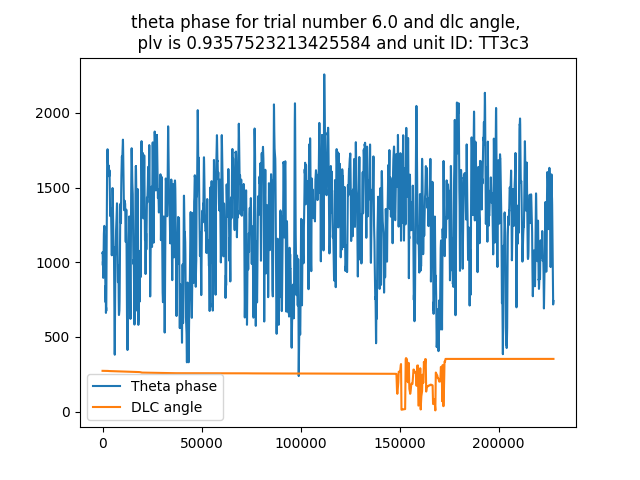 theta phase for trial number 6.0 and dlc angle,
plv is 0.9357523213425584 and unit ID: TT3c3
2000
1500
1000
500
0
Theta phase
DLC angle
0
50000
100000
150000
200000